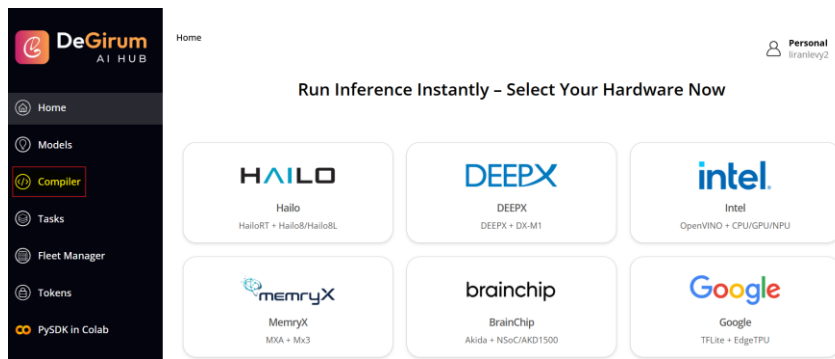 DeGirum
AI HUB
Home
Models
Compiler
Tasks
Fleet Manager
Tokens
PySDK in Colab
Home
Personal
liranlevy2
Run Inference Instantly – Select Your Hardware Now
HAILO
Hailo
HailoRT + Hailo8/Hailo8L
DEEPX
DEEPX
DEEPX + DX-M1
intel.
Intel
OpenVINO + CPU/GPU/NPU
memryX
MemryX
MXA + Mx3
brainchip
BrainChip
Akida + NSoC/AKD1500
Google
Google
TFLite + EdgeTPU